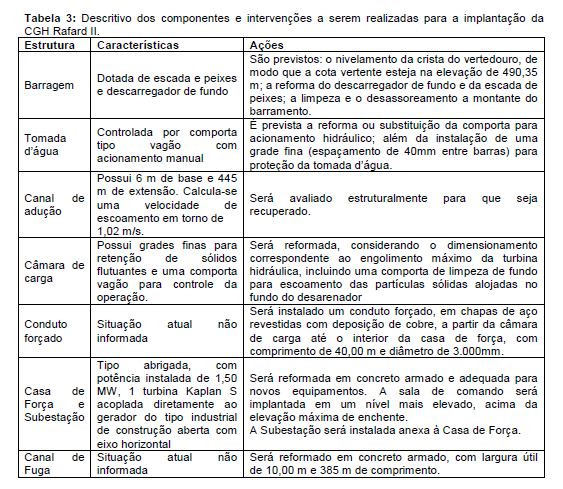 Tabela 3: Descritivo dos componentes e intervenções a serem realizadas para a implantação da
CGH Rafard II.
Estrutura Características Ações
Barragem
Dotada de escada e peixes
e descarregador de fundo
São previstos: o nivelamento da crista do vertedouro, de
modo que a cota vertente esteja na elevação de 490,35
m; a reforma do descarregador de fundo e da escada de
peixes; a limpeza e o desassoreamento a montante do
barramento.
Tomada
d’água
Controlada por comporta
tipo vagão com
acionamento manual
É prevista a reforma ou substituição da comporta para
acionamento hidráulico; além da instalação de uma
grade fina (espaçamento de 40mm entre barras) para
proteção da tomada d’água.
Canal de
adução
Possui 6 m de base e 445
m de extensão. Calcula-se
uma velocidade de
escoamento em torno de
1,02 m/s.
Será avaliado estruturalmente para que seja
recuperado.
Câmara de
carga
Possui grades finas para
retenção de sólidos
flutuantes e uma comporta
vagão para controle da
operação.
Será reformada, considerando o dimensionamento
correspondente ao engolimento máximo da turbina
hidráulica, incluindo uma comporta de limpeza de fundo
para escoamento das partículas sólidas alojadas no
fundo do desarenador
Conduto
forçado
Situação atual não
informada
Será instalado um conduto forçado, em chapas de aço
revestidas com deposição de cobre, a partir da câmara
de carga até o interior da casa de força, com
comprimento de 40,00 m e diâmetro de 3.000mm.
Casa de
Força e
Subestação
Tipo abrigada, com
potência instalada de 1,50
MW, 1 turbina Kaplan S
acoplada diretamente ao
gerador do tipo industrial
de construção aberta com
eixo horizontal
Será reformada em concreto armado e adequada para
novos equipamentos. A sala de comando será
implantada em um nível mais elevado, acima da
elevação máxima de enchente.
A Subestação será instalada anexa à Casa de Força.
Canal de
Fuga
Situação atual não
informada
Será reformado em concreto armado, com largura útil
de 10,00 m e 385 m de comprimento.